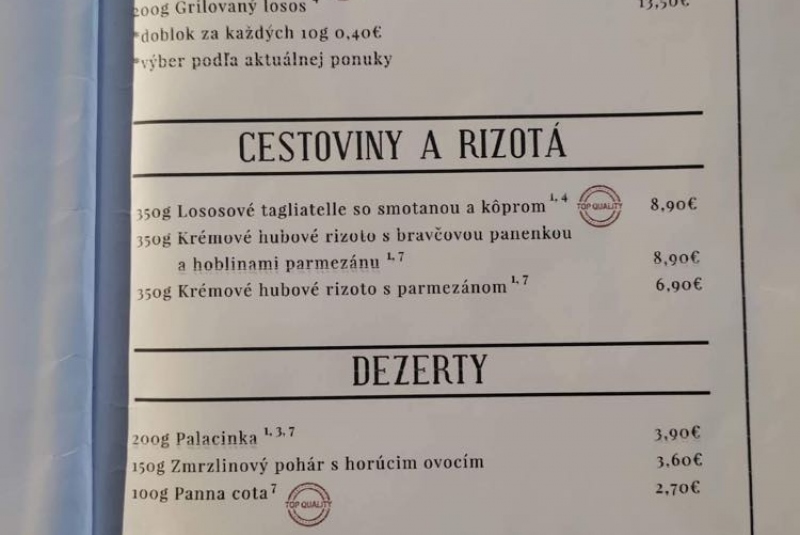 200g Grilovaný losos 4 13,50€
*doblok za každých 10g 0,40€
*výber podľa aktuálnej ponuky
CESTOVINY A RIZOTÁ
350g Lososové tagliatelle so smotanou a kôprom 1, 4 TOP QUALITY 8,90€
350g Krémové hubové rizoto s bravčovou panenkou
a hoblinami parmezánu 1, 7 8,90€
350g Krémové hubové rizoto s parmezánom 1, 7 6,90€
DEZERTY
200g Palacinka 1, 3, 7 3,90€
150g Zmrzlinový pohár s horúcim ovocím 3,60€
100g Panna cota 7 TOP QUALITY 2,70€